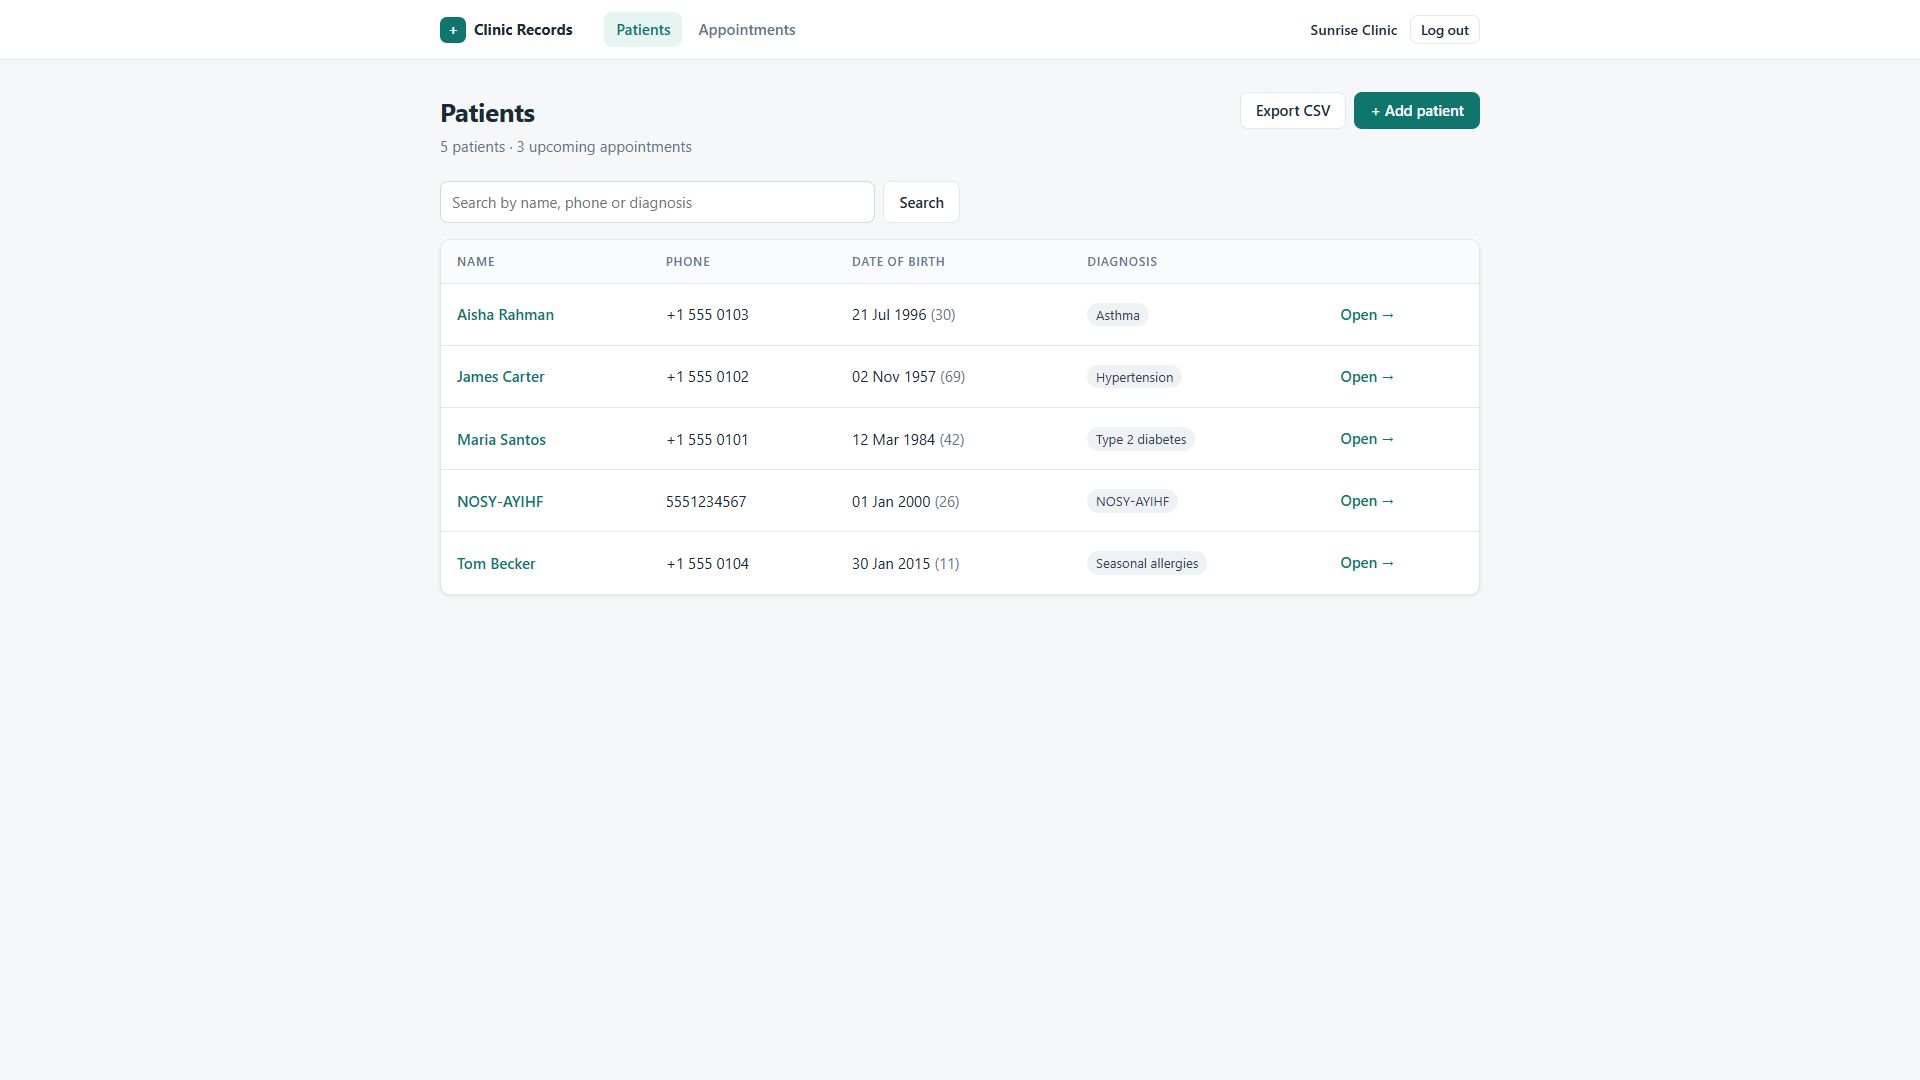 + Clinic Records Patients Appointments Sunrise Clinic Log out
Patients
Export CSV + Add patient
5 patients · 3 upcoming appointments
Search by name, phone or diagnosis Search
NAME PHONE DATE OF BIRTH DIAGNOSIS
Aisha Rahman +1 555 0103 21 Jul 1996 (30) Asthma Open →
James Carter +1 555 0102 02 Nov 1957 (69) Hypertension Open →
Maria Santos +1 555 0101 12 Mar 1984 (42) Type 2 diabetes Open →
NOSY-AYIHF 5551234567 01 Jan 2000 (26) NOSY-AYIHF Open →
Tom Becker +1 555 0104 30 Jan 2015 (11) Seasonal allergies Open →